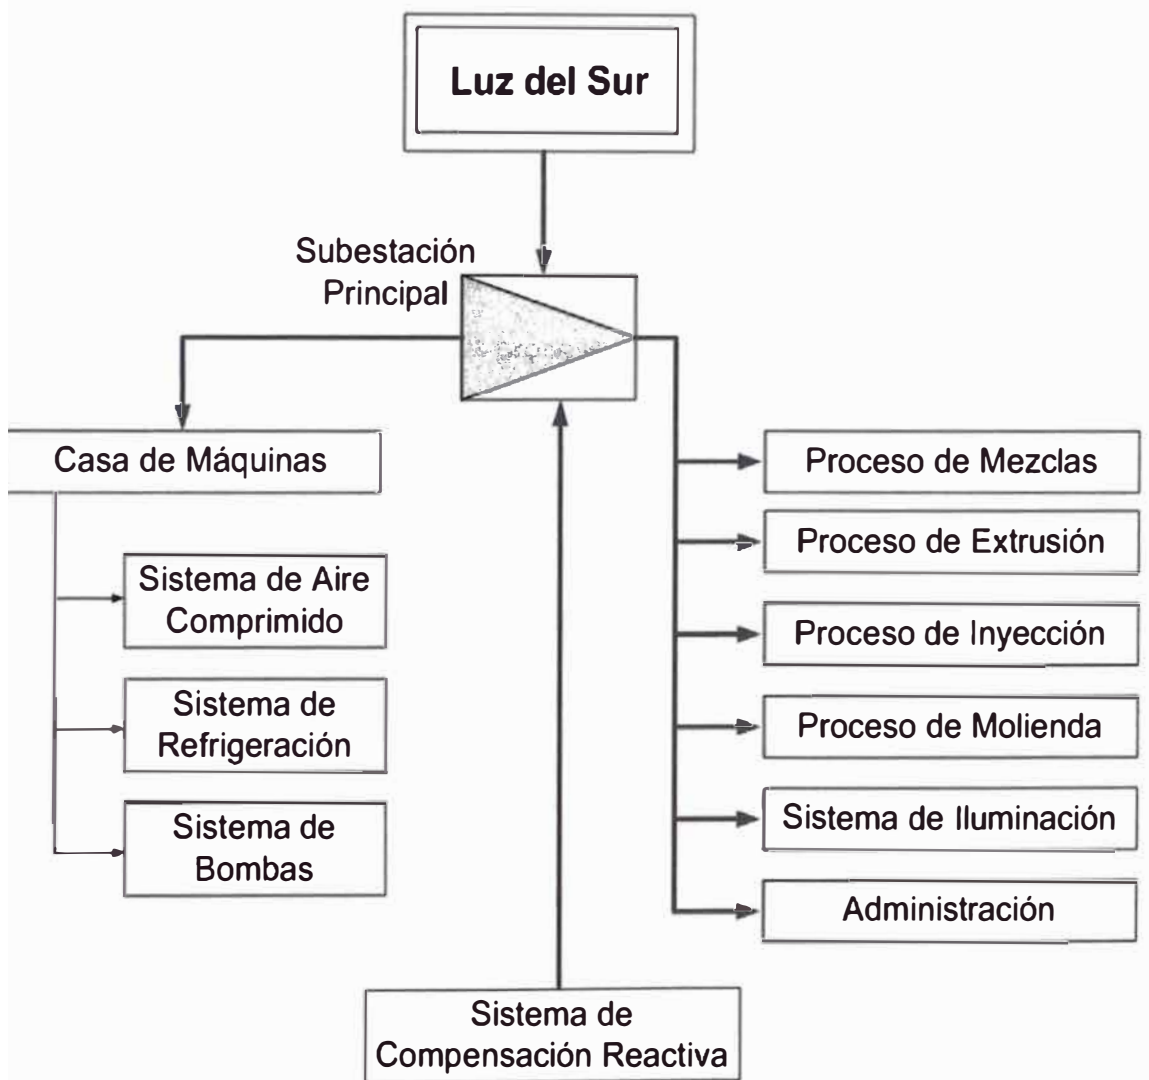 Luz del Sur
Subestación
Principal
Casa de Máquinas
Sistema de Aire
Comprimido
Sistema de
Refrigeración
Sistema de
Bombas
Proceso de Mezclas
Proceso de Extrusión
Proceso de Inyección
Proceso de Molienda
Sistema de Iluminación
Administración
Sistema de
Compensación Reactiva